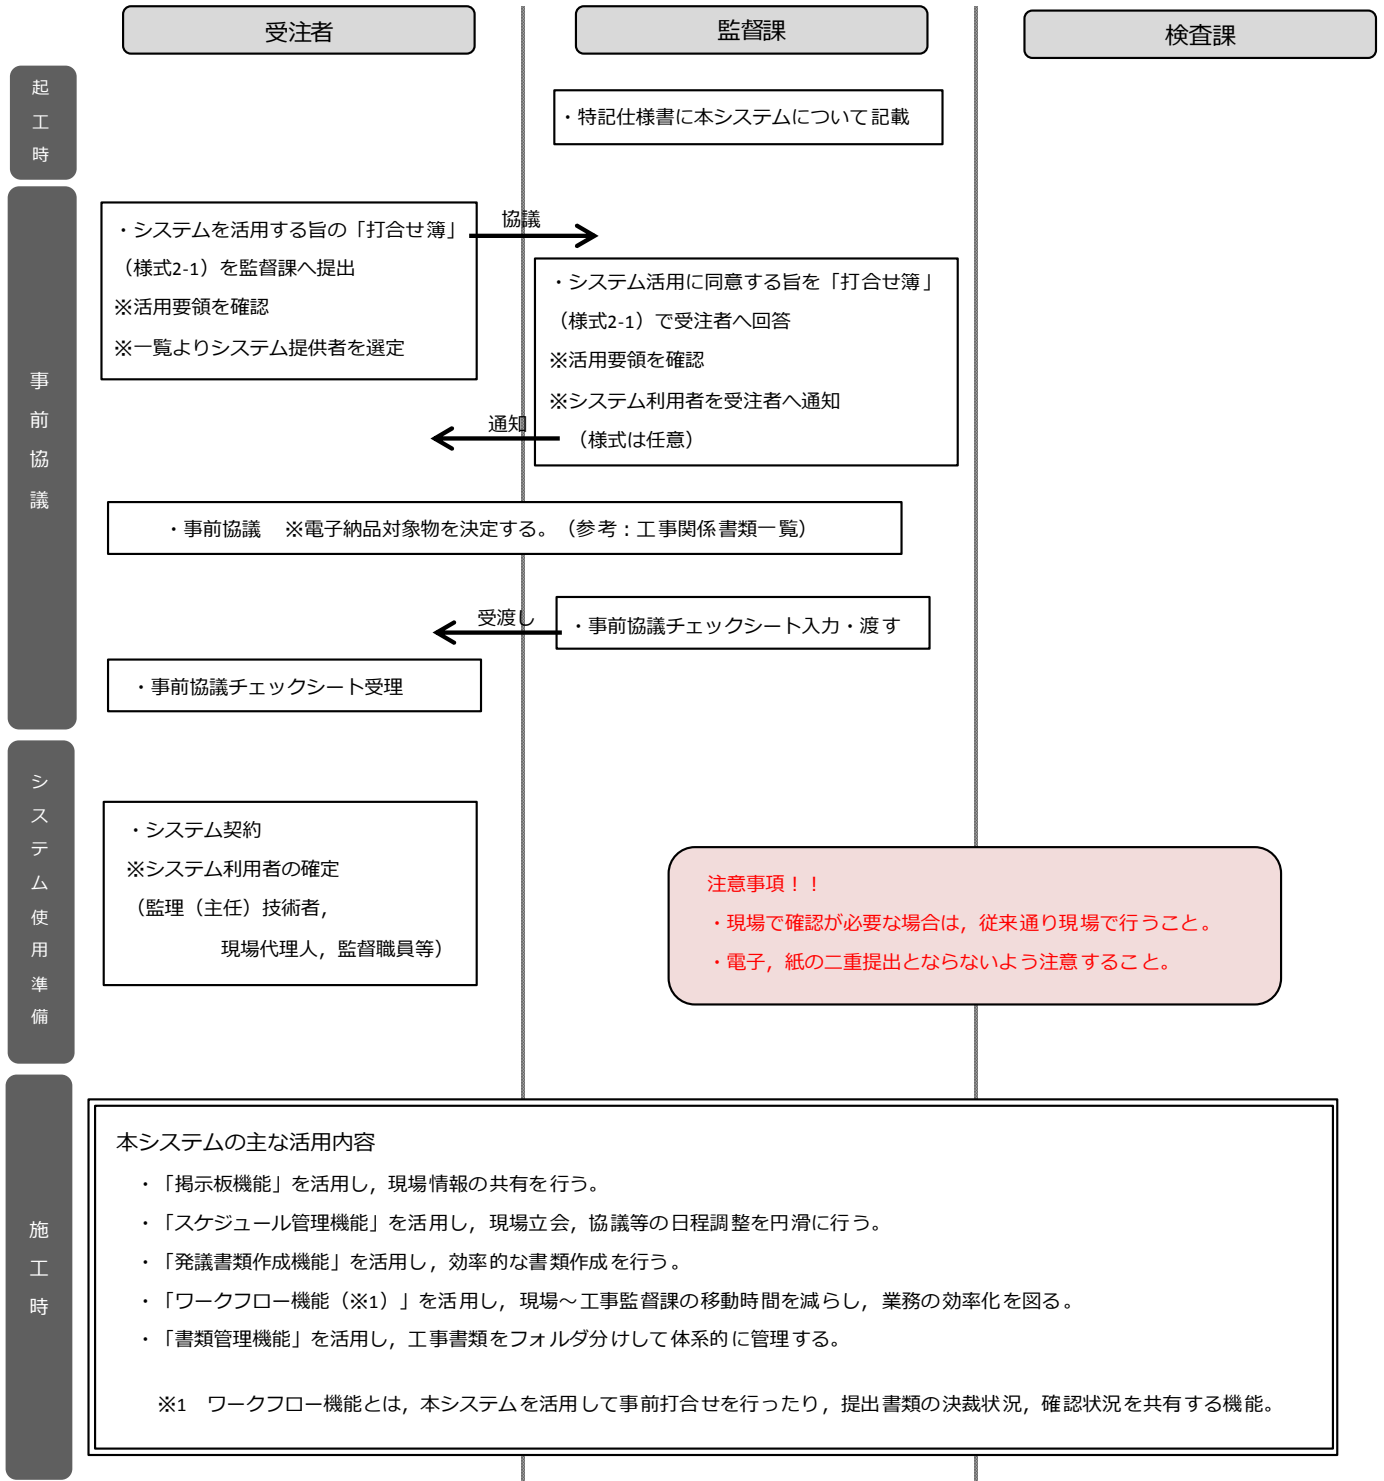 受注者
監督課
検査課
起工時
・特記仕様書に本システムについて記載
事前協議
・システムを活用する旨の「打合せ簿」
（様式2-1）を監督課へ提出
※活用要領を確認
※一覧よりシステム提供者を選定
協議
・システム活用に同意する旨を「打合せ簿」
（様式2-1）で受注者へ回答
※活用要領を確認
※システム利用者を受注者へ通知
（様式は任意）
通知
・事前協議　※電子納品対象物を決定する。（参考：工事関係書類一覧）
受渡し
・事前協議チェックシート入力・渡す
・事前協議チェックシート受理
システム使用準備
・システム契約
※システム利用者の確定
（監理（主任）技術者，
現場代理人，監督職員等）
注意事項！！
・現場で確認が必要な場合は，従来通り現場で行うこと。
・電子，紙の二重提出とならないよう注意すること。
施工時
本システムの主な活用内容
・「掲示板機能」を活用し，現場情報の共有を行う。
・「スケジュール管理機能」を活用し，現場立会，協議等の日程調整を円滑に行う。
・「発議書類作成機能」を活用し，効率的な書類作成を行う。
・「ワークフロー機能（※1）」を活用し，現場～工事監督課の移動時間を減らし，業務の効率化を図る。
・「書類管理機能」を活用し，工事書類をフォルダ分けして体系的に管理する。
※1　ワークフロー機能とは，本システムを活用して事前打合せを行ったり，提出書類の決裁状況，確認状況を共有する機能。